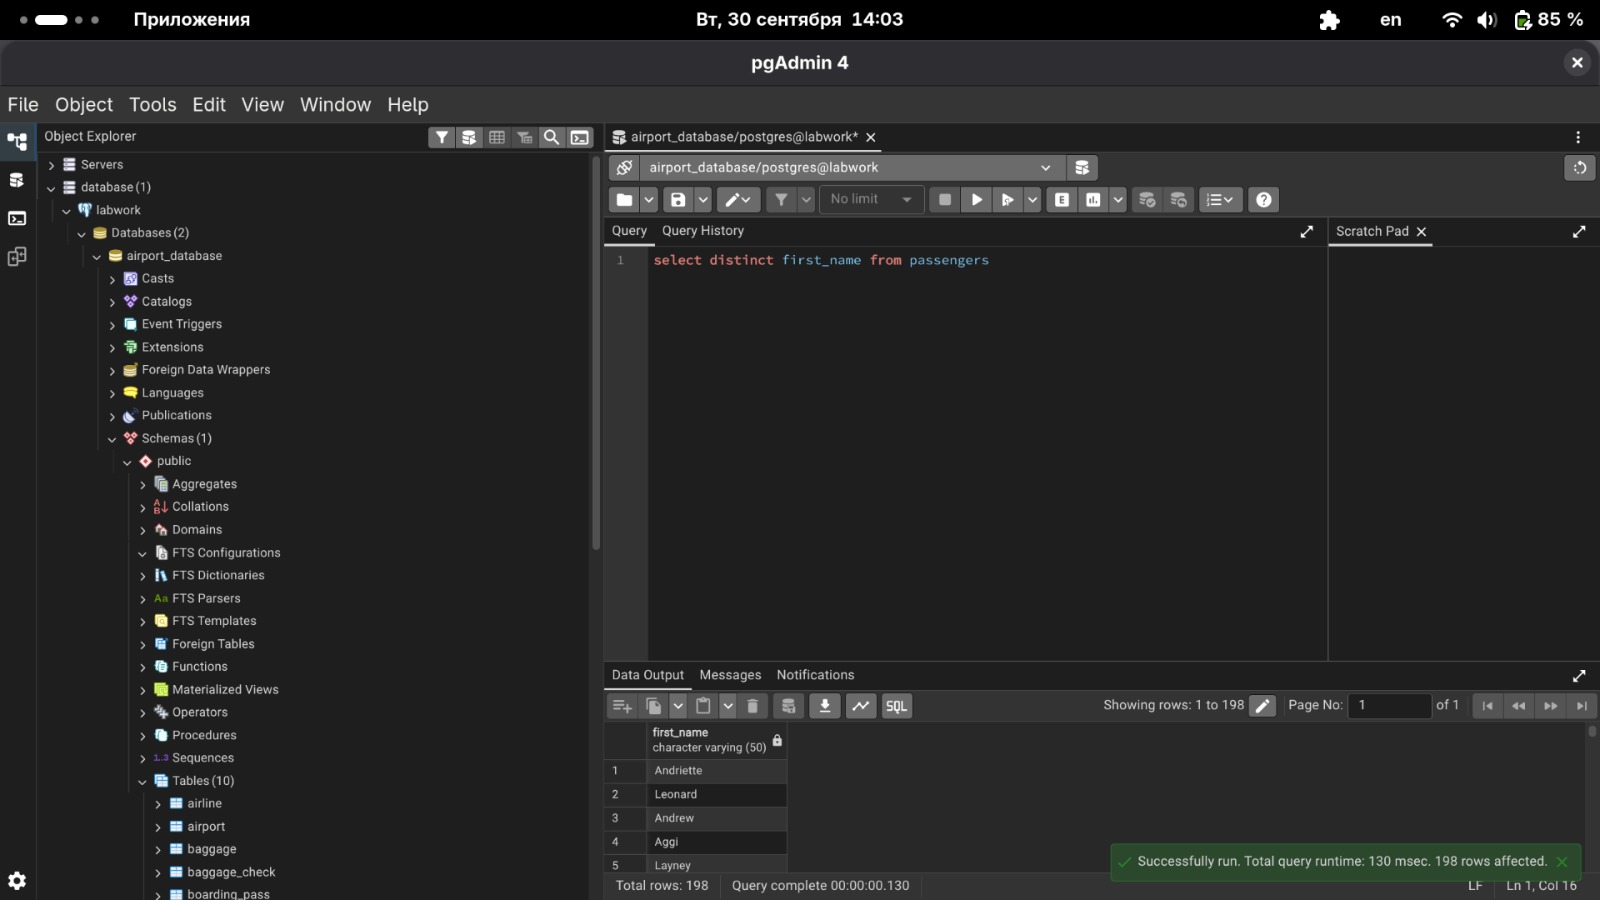 Приложения
Вт, 30 сентября 14:03
en
85 %
pgAdmin 4
File Object Tools Edit View Window Help
Object Explorer
Servers
database (1)
labwork
Databases (2)
airport_database
Casts
Catalogs
Event Triggers
Extensions
Foreign Data Wrappers
Languages
Publications
Schemas (1)
public
Aggregates
Collations
Domains
FTS Configurations
FTS Dictionaries
Aa FTS Parsers
FTS Templates
Foreign Tables
Functions
Materialized Views
Operators
Procedures
1..3 Sequences
Tables (10)
airline
airport
baggage
baggage_check
boarding_pass
airport_database/postgres@labwork*
airport_database/postgres@labwork
No limit
E
Query Query History
Scratch Pad
1 select distinct first_name from passengers
Data Output Messages Notifications
SQL
Showing rows: 1 to 198
Page No: 1 of 1
first_name
character varying (50)
1 Andriette
2 Leonard
3 Andrew
4 Aggi
5 Layney
Successfully run. Total query runtime: 130 msec. 198 rows affected.
Total rows: 198 Query complete 00:00:00.130
LF Ln 1, Col 16